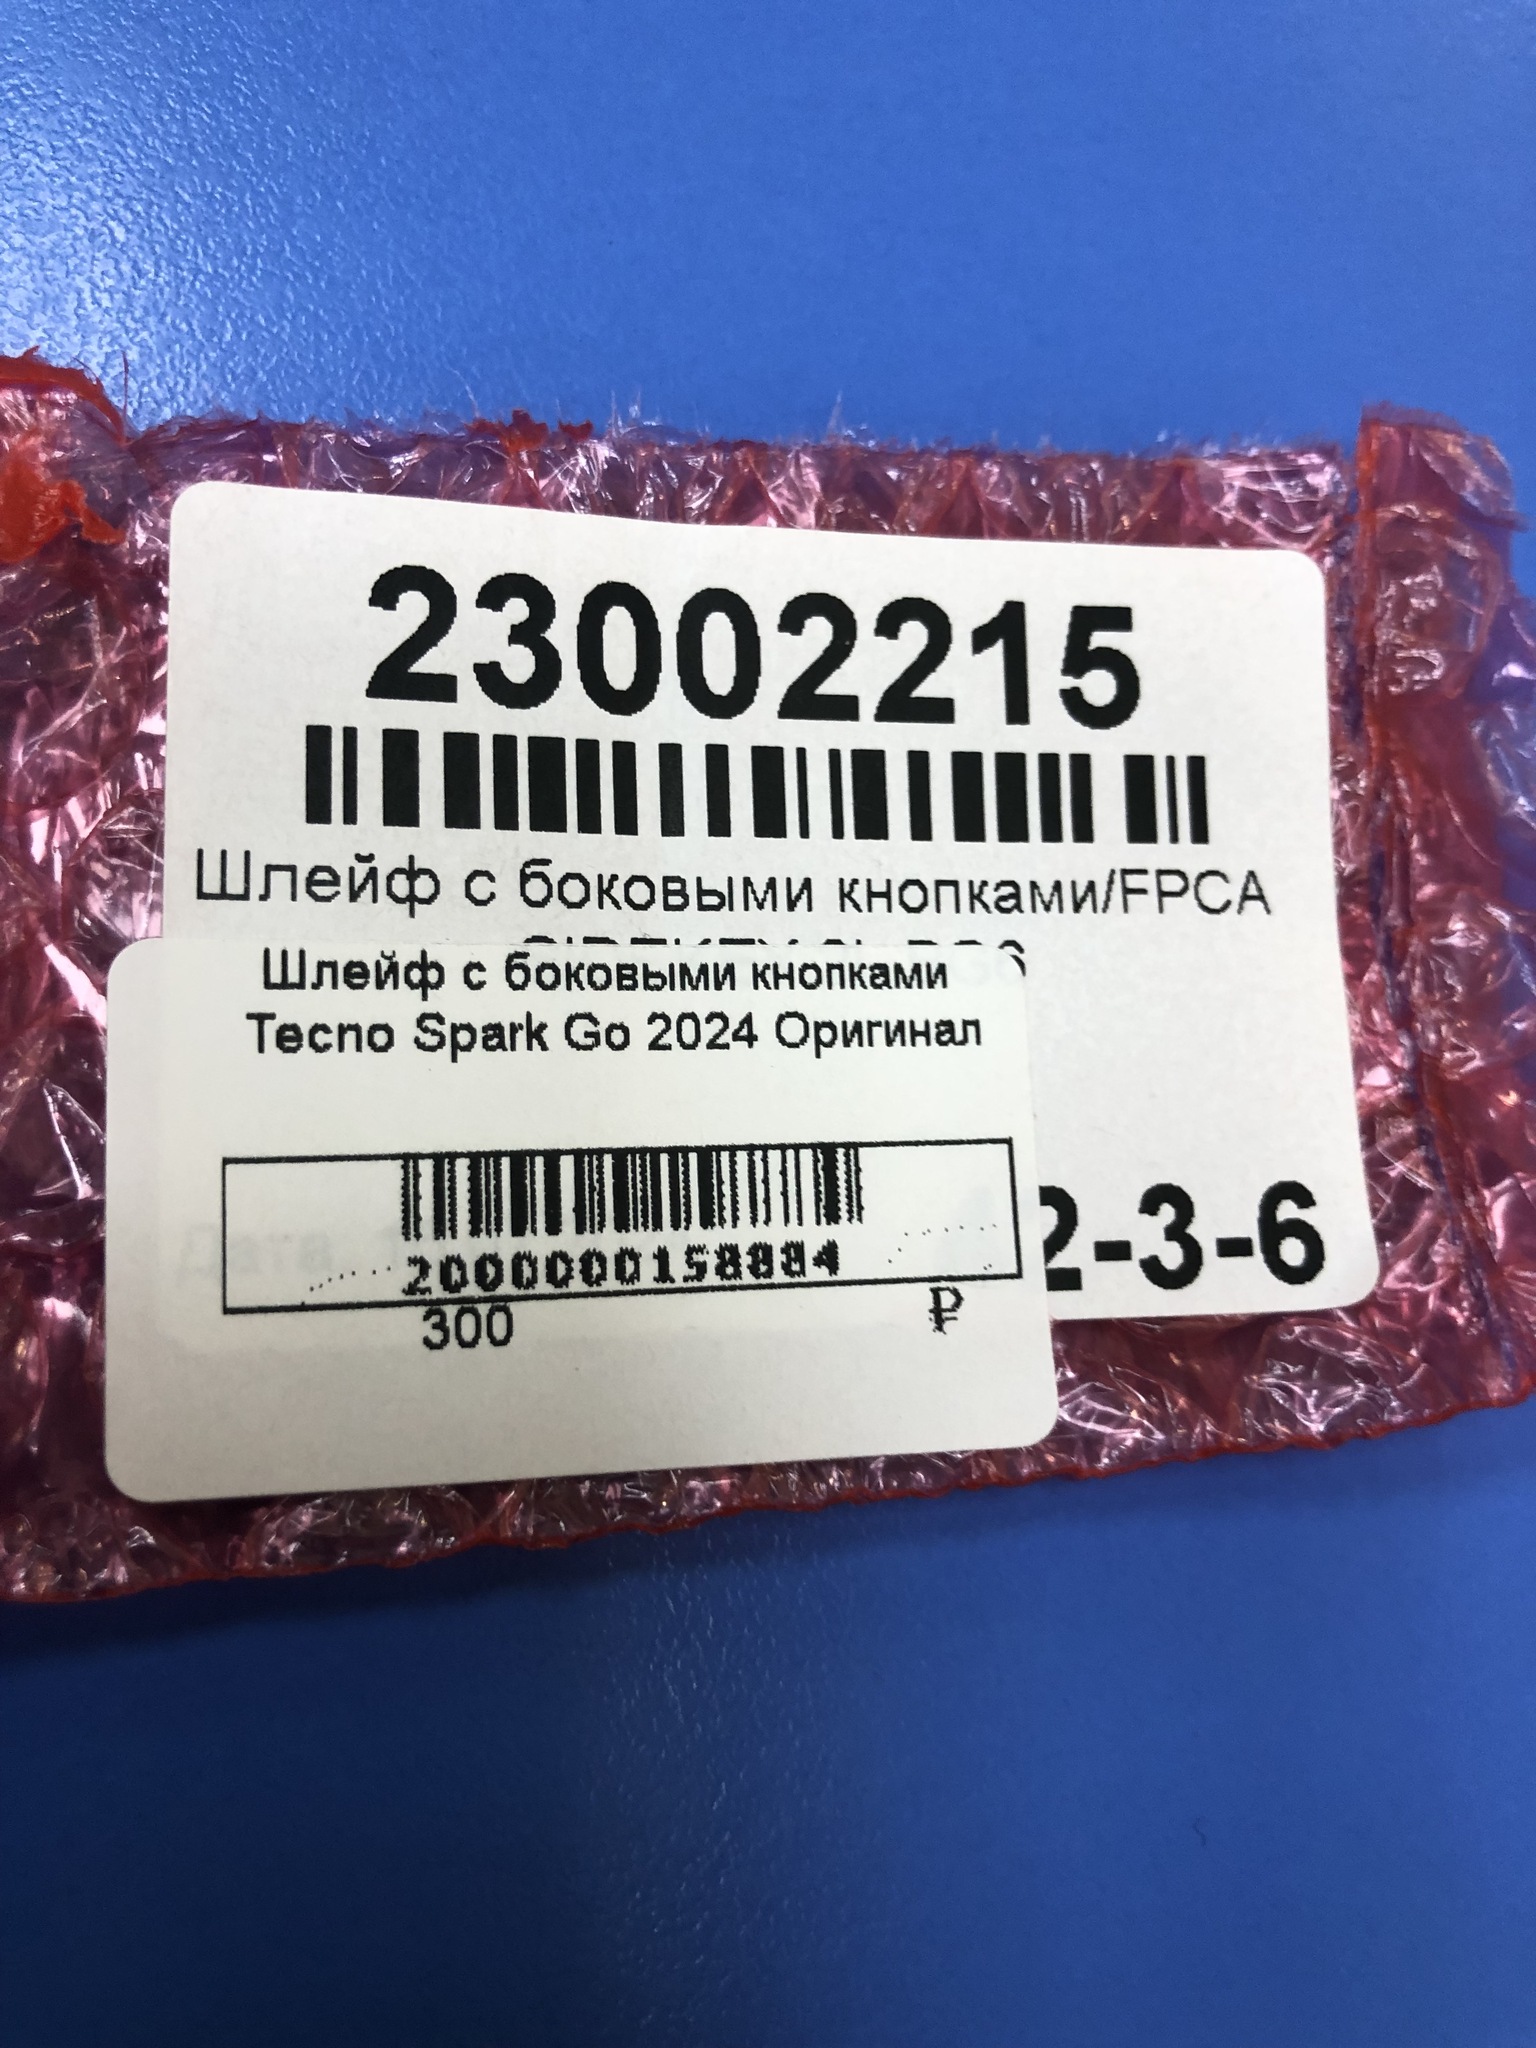 23002215
Шлейф с боковыми кнопками/FPCA
Шлейф с боковыми кнопками
Tecno Spark Go 2024 Оригинал
2-3-6
2000000158884
300 ₽